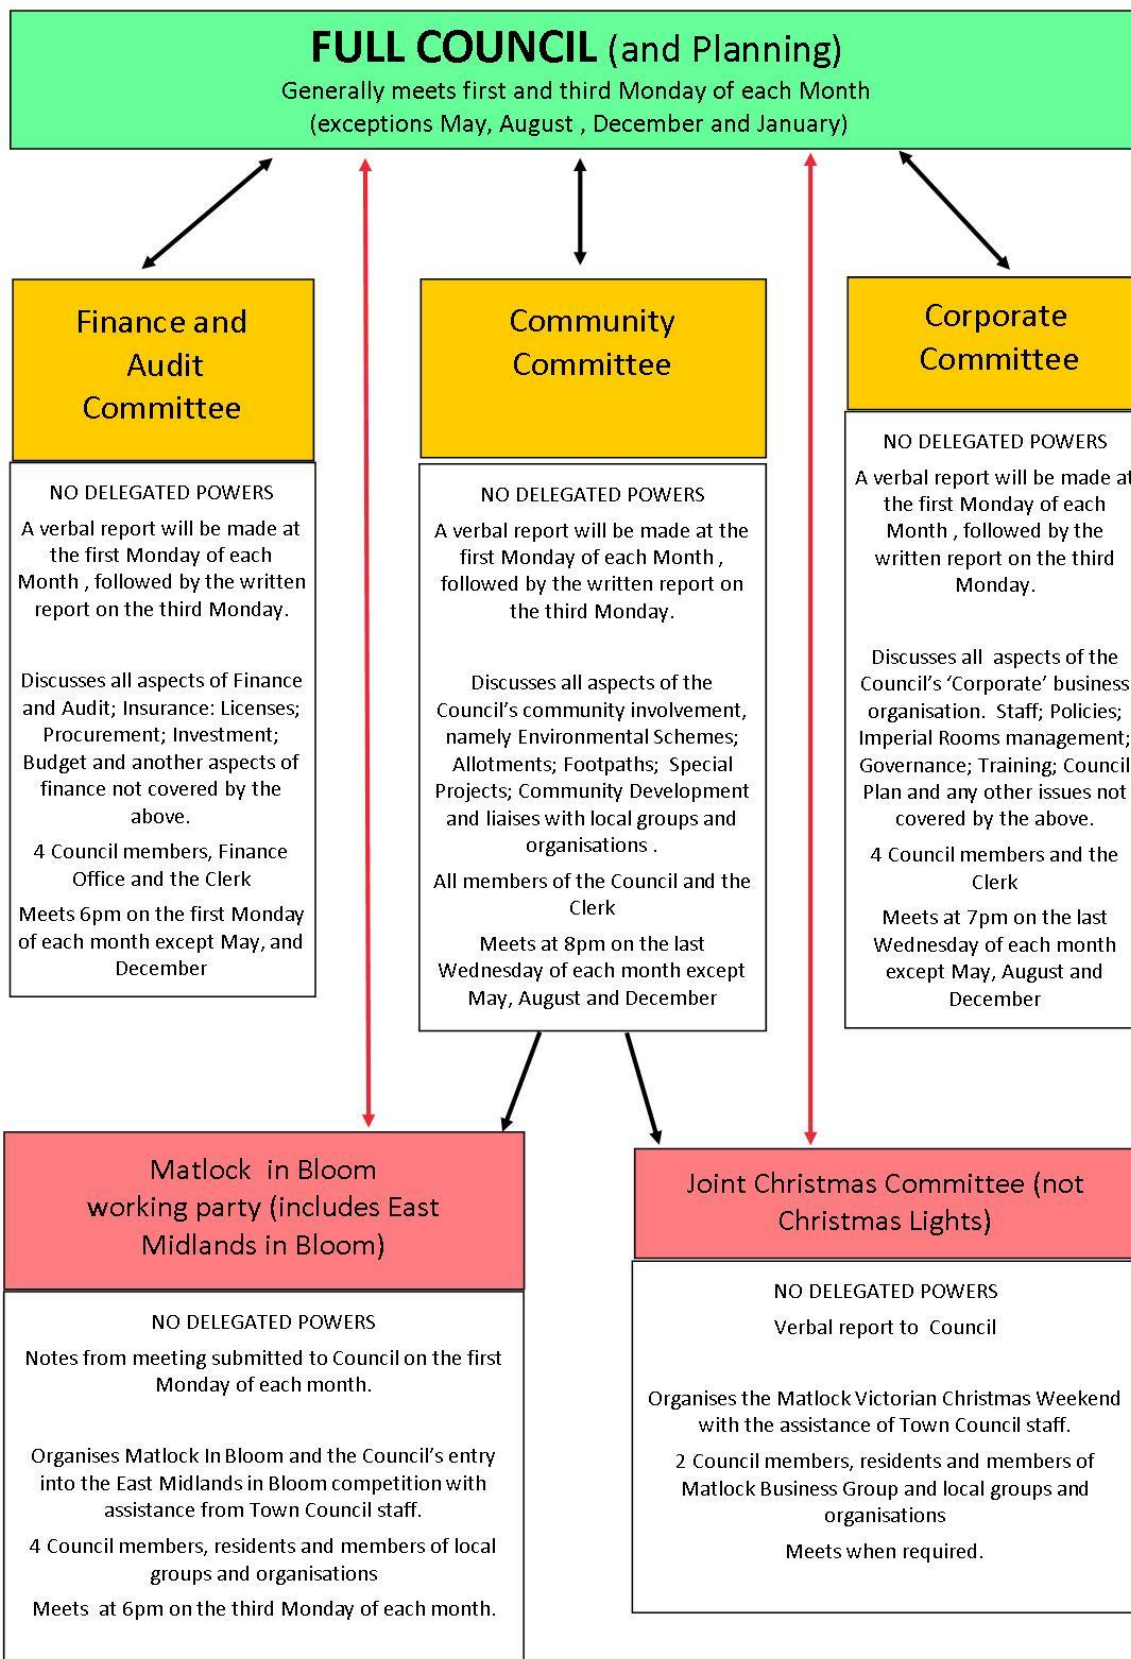 FULL COUNCIL (and Planning)
Generally meets first and third Monday of each Month
(exceptions May, August , December and January)
Finance and
Audit
Committee
NO DELEGATED POWERS
A verbal report will be made at
the first Monday of each
Month , followed by the written
report on the third Monday.
Discusses all aspects of Finance
and Audit; Insurance: Licenses;
Procurement; Investment;
Budget and another aspects of
finance not covered by the
above.
4 Council members, Finance
Office and the Clerk
Meets 6pm on the first Monday
of each month except May, and
December
Community
Committee
NO DELEGATED POWERS
A verbal report will be made at the
first Monday of each Month ,
followed by the written report on
the third Monday.
Discusses all aspects of the
Council's community involvement,
namely Environmental Schemes;
Allotments; Footpaths; Special
Projects; Community Development
and liaises with local groups and
organisations .
All members of the Council and the
Clerk
Meets at 8pm on the last
Wednesday of each month except
May, August and December
Corporate
Committee
NO DELEGATED POWERS
A verbal report will be made at
the first Monday of each
Month , followed by the
written report on the third
Monday.
Discusses all aspects of the
Council's ‘Corporate’ business
organisation. Staff; Policies;
Imperial Rooms management;
Governance; Training; Council
Plan and any other issues not
covered by the above.
4 Council members and the
Clerk
Meets at 7pm on the last
Wednesday of each month
except May, August and
December
Matlock in Bloom
working party (includes East
Midlands in Bloom)
NO DELEGATED POWERS
Notes from meeting submitted to Council on the first
Monday of each month.
Organises Matlock In Bloom and the Council's entry
into the East Midlands in Bloom competition with
assistance from Town Council staff.
4 Council members, residents and members of local
groups and organisations
Meets at 6pm on the third Monday of each month.
Joint Christmas Committee (not
Christmas Lights)
NO DELEGATED POWERS
Verbal report to Council
Organises the Matlock Victorian Christmas Weekend
with the assistance of Town Council staff.
2 Council members, residents and members of
Matlock Business Group and local groups and
organisations
Meets when required.